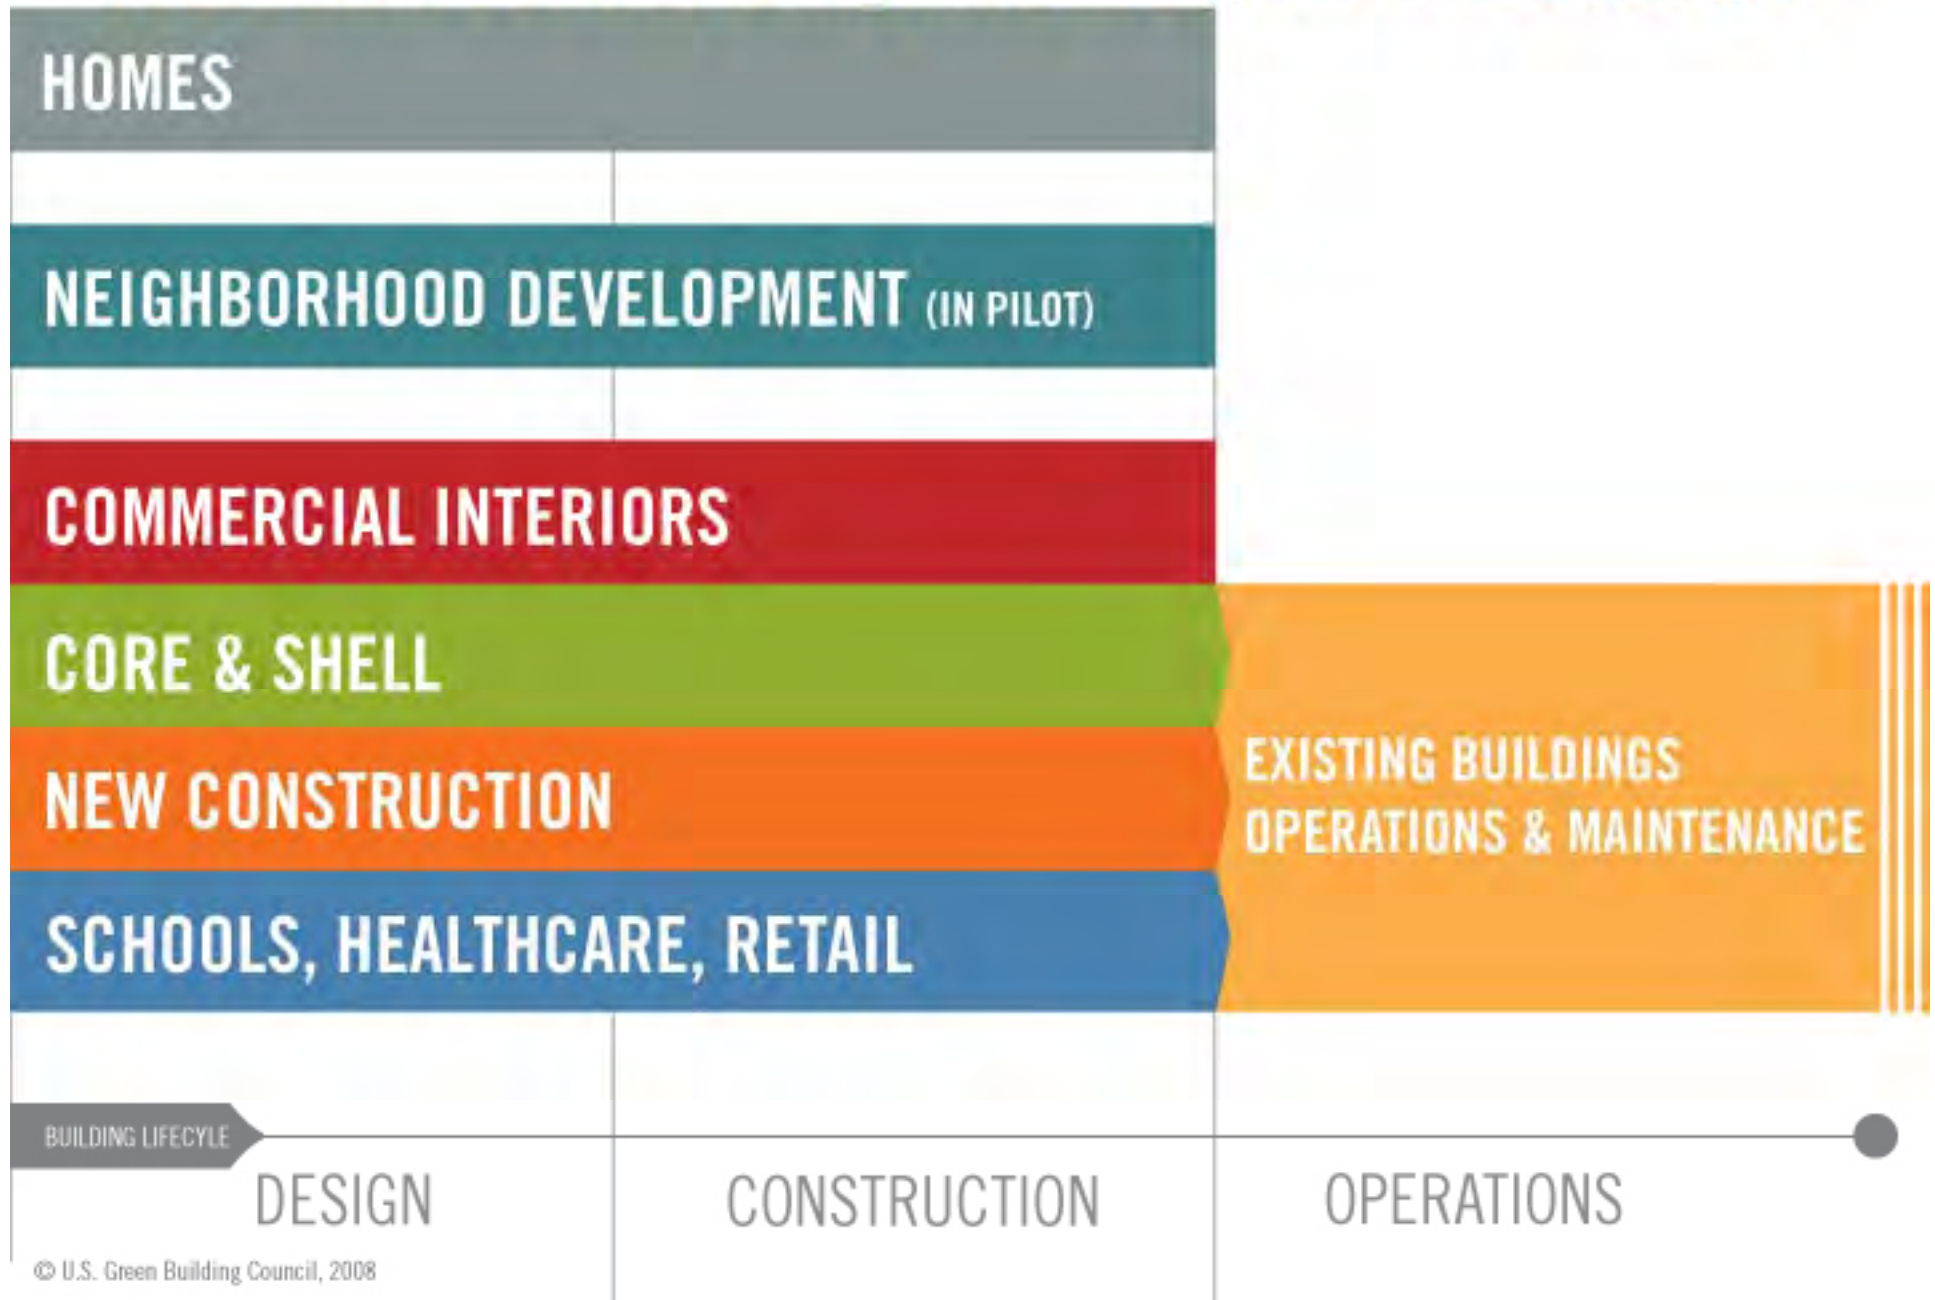 HOMES
NEIGHBORHOOD DEVELOPMENT (IN PILOT)
COMMERCIAL INTERIORS
CORE & SHELL
NEW CONSTRUCTION
SCHOOLS, HEALTHCARE, RETAIL
EXISTING BUILDINGS
OPERATIONS & MAINTENANCE
BUILDING LIFECYLE
DESIGN
CONSTRUCTION
OPERATIONS
© U.S. Green Building Council, 2008